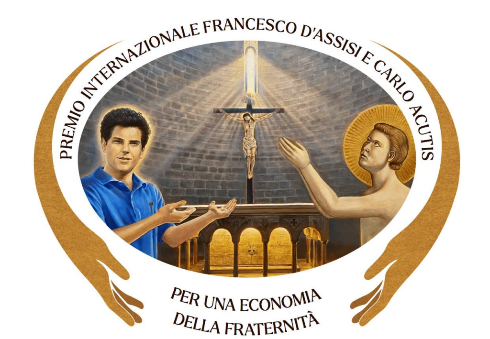 PREMIO INTERNAZIONALE FRANCESCO D'ASSISI E CARLO ACUTIS
PER UNA ECONOMIA
DELLA FRATERNITÀ